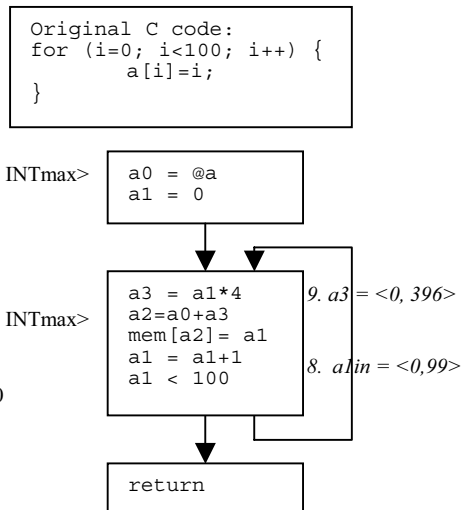 Original C code:
for (i=0; i<100; i++) {
a[i]=i;
}
INTmax>
a0 = @a
a1 = 0
INTmax>
a3 = a1*4
a2=a0+a3
mem[a2]= a1
a1 = a1+1
a1 < 100
9. a3 = <0, 396>
8. a1in = <0,99>
)
return